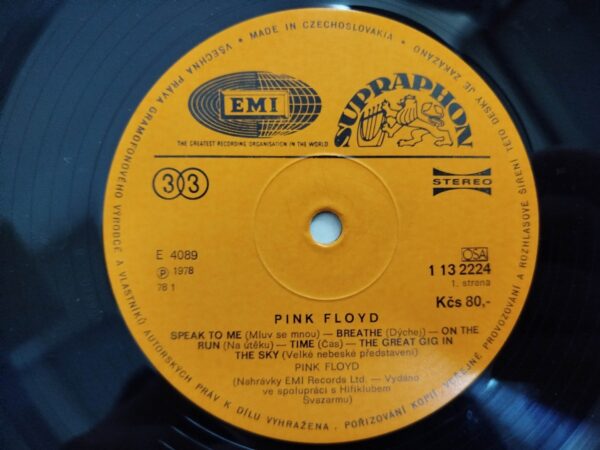 VŠECHNA PRÁVA GRAMOFONOVÉHO VÝROBCE A VLASTNÍKŮ AUTORSKÝCH PRÁV K DÍLU VYHRAŽENA. POŘIZOVÁNÍ KOPIÍ, VEŘEJNÉ PROVOZOVÁNÍ A ROZHLASOVÉ ŠÍŘENÍ TÉTO DESKY JE ZAKÁZÁNO • MADE IN CZECHOSLOVAKIA •
EMI
THE GREATEST RECORDING ORGANISATION IN THE WORLD
SUPRAPHON
33
STEREO
E 4089
℗ 1978
78 1
OSA
1 13 2224
1. strana
Kčs 80,-
PINK FLOYD
SPEAK TO ME (Mluv se mnou) — BREATHE (Dýchej) — ON THE
RUN (Na útěku) — TIME (Čas) — THE GREAT GIG IN
THE SKY (Velké nebeské představení)
PINK FLOYD
(Nahrávky EMI Records Ltd. — Vydáno
ve spolupráci s Hifiklubem
Svazarmu)